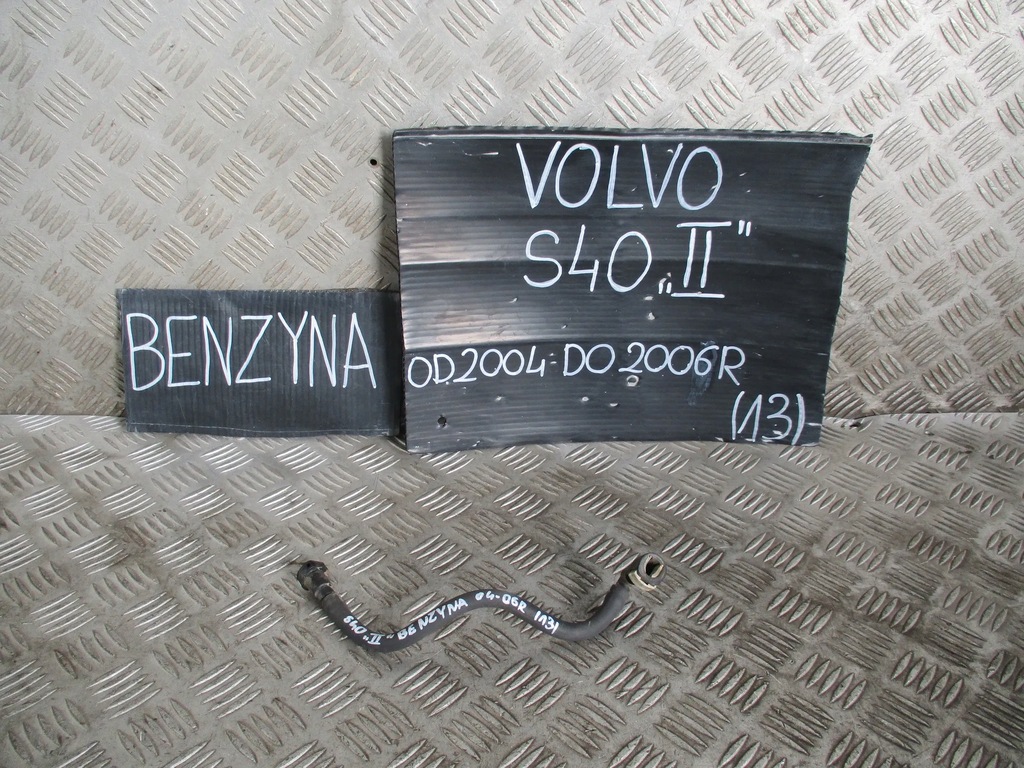 VOLVO
S40 „II”
BENZYNA
OD.2004-DO 2006R
(13)
S40 „II” BENZYNA 04-06R (13)